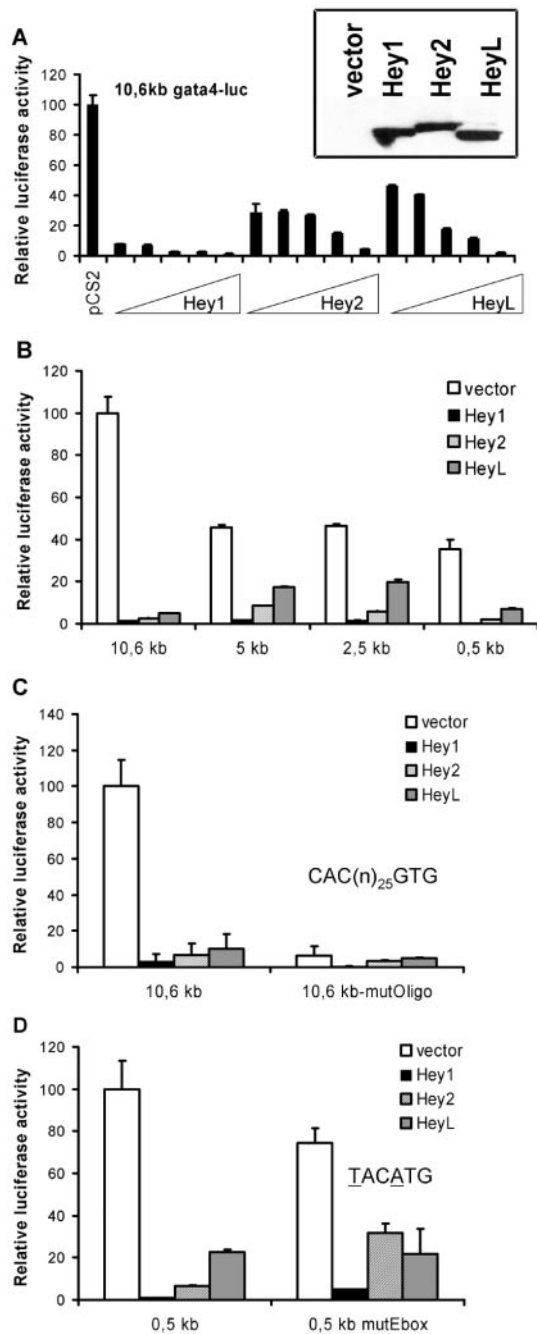 A
10,6kb gata4-luc
vector
Hey1
Hey2
HeyL
Relative luciferase activity
120
100
80
60
40
20
0
pCS2
Hey1
Hey2
HeyL
B
Relative luciferase activity
120
100
80
60
40
20
0
vector
Hey1
Hey2
HeyL
10,6 kb
5 kb
2,5 kb
0,5 kb
C
Relative luciferase activity
140
120
100
80
60
40
20
0
vector
Hey1
Hey2
HeyL
CAC(n)25GTG
10,6 kb
10,6 kb-mutOligo
D
Relative luciferase activity
120
100
80
60
40
20
0
vector
Hey1
Hey2
HeyL
TACATG
0,5 kb
0,5 kb mutEbox